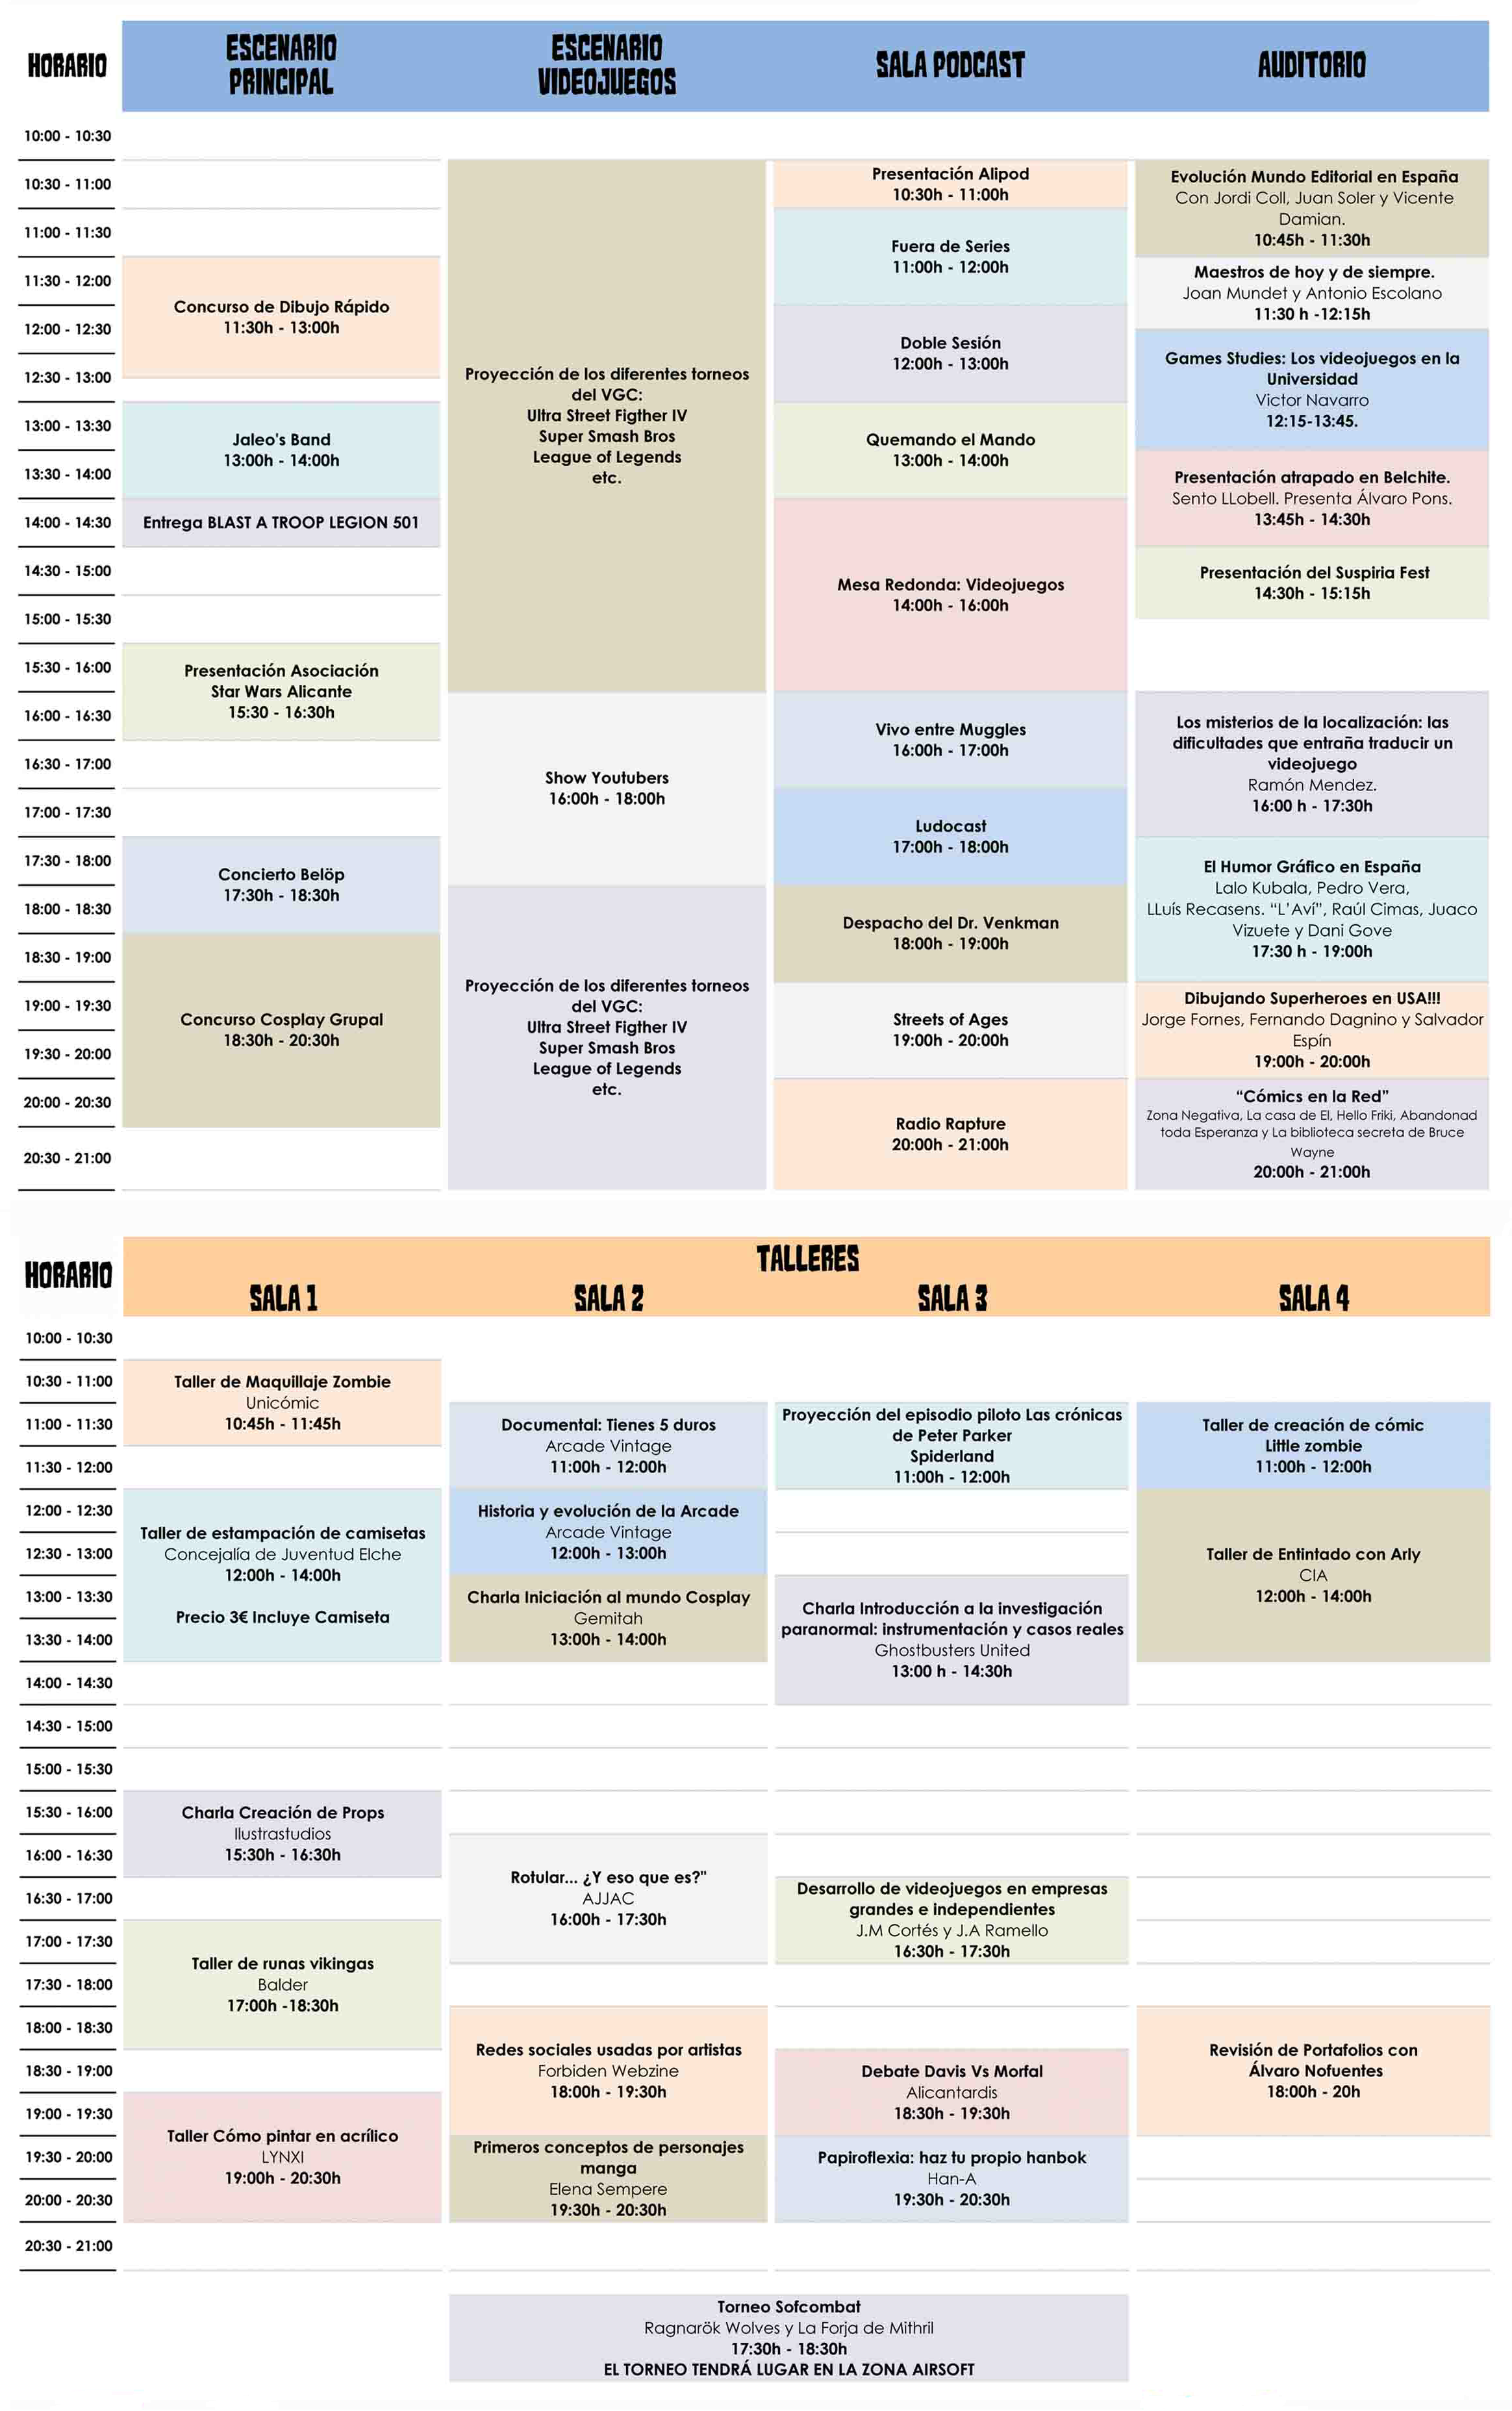 HORARIO
ESCENARIO
PRINCIPAL
ESCENARIO
VIDEOJUEGOS
SALA PODCAST
AUDITORIO
10:00 - 10:30
10:30 - 11:00
11:00 - 11:30
11:30 - 12:00
12:00 - 12:30
12:30 - 13:00
13:00 - 13:30
13:30 - 14:00
14:00 - 14:30
14:30 - 15:00
15:00 - 15:30
15:30 - 16:00
16:00 - 16:30
16:30 - 17:00
17:00 - 17:30
17:30 - 18:00
18:00 - 18:30
18:30 - 19:00
19:00 - 19:30
19:30 - 20:00
20:00 - 20:30
20:30 - 21:00
Concurso de Dibujo Rápido
11:30h - 13:00h
Jaleo's Band
13:00h - 14:00h
Entrega BLAST A TROOP LEGION 501
Presentación Asociación
Star Wars Alicante
15:30 - 16:30h
Concierto Belöp
17:30h - 18:30h
Concurso Cosplay Grupal
18:30h - 20:30h
Proyección de los diferentes torneos
del VGC:
Ultra Street Figther IV
Super Smash Bros
League of Legends
etc.
Show Youtubers
16:00h - 18:00h
Proyección de los diferentes torneos
del VGC:
Ultra Street Figther IV
Super Smash Bros
League of Legends
etc.
Presentación Alipod
10:30h - 11:00h
Fuera de Series
11:00h - 12:00h
Doble Sesión
12:00h - 13:00h
Quemando el Mando
13:00h - 14:00h
Mesa Redonda: Videojuegos
14:00h - 16:00h
Vivo entre Muggles
16:00h - 17:00h
Ludocast
17:00h - 18:00h
Despacho del Dr. Venkman
18:00h - 19:00h
Streets of Ages
19:00h - 20:00h
Radio Rapture
20:00h - 21:00h
Evolución Mundo Editorial en España
Con Jordi Coll, Juan Soler y Vicente
Damian.
10:45h - 11:30h
Maestros de hoy y de siempre.
Joan Mundet y Antonio Escolano
11:30 h -12:15h
Games Studies: Los videojuegos en la
Universidad
Victor Navarro
12:15-13:45.
Presentación atrapado en Belchite.
Sento LLobell. Presenta Álvaro Pons.
13:45h - 14:30h
Presentación del Suspiria Fest
14:30h - 15:15h
Los misterios de la localización: las
dificultades que entraña traducir un
videojuego
Ramón Mendez.
16:00 h - 17:30h
El Humor Gráfico en España
Lalo Kubala, Pedro Vera,
LLuís Recasens. “L’Aví”, Raúl Cimas, Juaco
Vizuete y Dani Gove
17:30 h - 19:00h
Dibujando Superheroes en USA!!!
Jorge Fornes, Fernando Dagnino y Salvador
Espín
19:00h - 20:00h
“Cómics en la Red”
Zona Negativa, La casa de El, Hello Friki, Abandonad
toda Esperanza y La biblioteca secreta de Bruce
Wayne
20:00h - 21:00h
HORARIO
TALLERES
SALA 1
SALA 2
SALA 3
SALA 4
10:00 - 10:30
10:30 - 11:00
11:00 - 11:30
11:30 - 12:00
12:00 - 12:30
12:30 - 13:00
13:00 - 13:30
13:30 - 14:00
14:00 - 14:30
14:30 - 15:00
15:00 - 15:30
15:30 - 16:00
16:00 - 16:30
16:30 - 17:00
17:00 - 17:30
17:30 - 18:00
18:00 - 18:30
18:30 - 19:00
19:00 - 19:30
19:30 - 20:00
20:00 - 20:30
20:30 - 21:00
Taller de Maquillaje Zombie
Unicómic
10:45h - 11:45h
Taller de estampación de camisetas
Concejalía de Juventud Elche
12:00h - 14:00h
Precio 3€ Incluye Camiseta
Charla Creación de Props
Ilustrastudios
15:30h - 16:30h
Taller de runas vikingas
Balder
17:00h -18:30h
Taller Cómo pintar en acrílico
LYNXI
19:00h - 20:30h
Documental: Tienes 5 duros
Arcade Vintage
11:00h - 12:00h
Historia y evolución de la Arcade
Arcade Vintage
12:00h - 13:00h
Charla Iniciación al mundo Cosplay
Gemitah
13:00h - 14:00h
Rotular... ¿Y eso que es?"
AJJAC
16:00h - 17:30h
Redes sociales usadas por artistas
Forbiden Webzine
18:00h - 19:30h
Primeros conceptos de personajes
manga
Elena Sempere
19:30h - 20:30h
Proyección del episodio piloto Las crónicas
de Peter Parker
Spiderland
11:00h - 12:00h
Charla Introducción a la investigación
paranormal: instrumentación y casos reales
Ghostbusters United
13:00 h - 14:30h
Desarrollo de videojuegos en empresas
grandes e independientes
J.M Cortés y J.A Ramello
16:30h - 17:30h
Debate Davis Vs Morfal
Alicantardis
18:30h - 19:30h
Papiroflexia: haz tu propio hanbok
Han-A
19:30h - 20:30h
Taller de creación de cómic
Little zombie
11:00h - 12:00h
Taller de Entintado con Arly
CIA
12:00h - 14:00h
Revisión de Portafolios con
Álvaro Nofuentes
18:00h - 20h
Torneo Sofcombat
Ragnarök Wolves y La Forja de Mithril
17:30h - 18:30h
EL TORNEO TENDRÁ LUGAR EN LA ZONA AIRSOFT